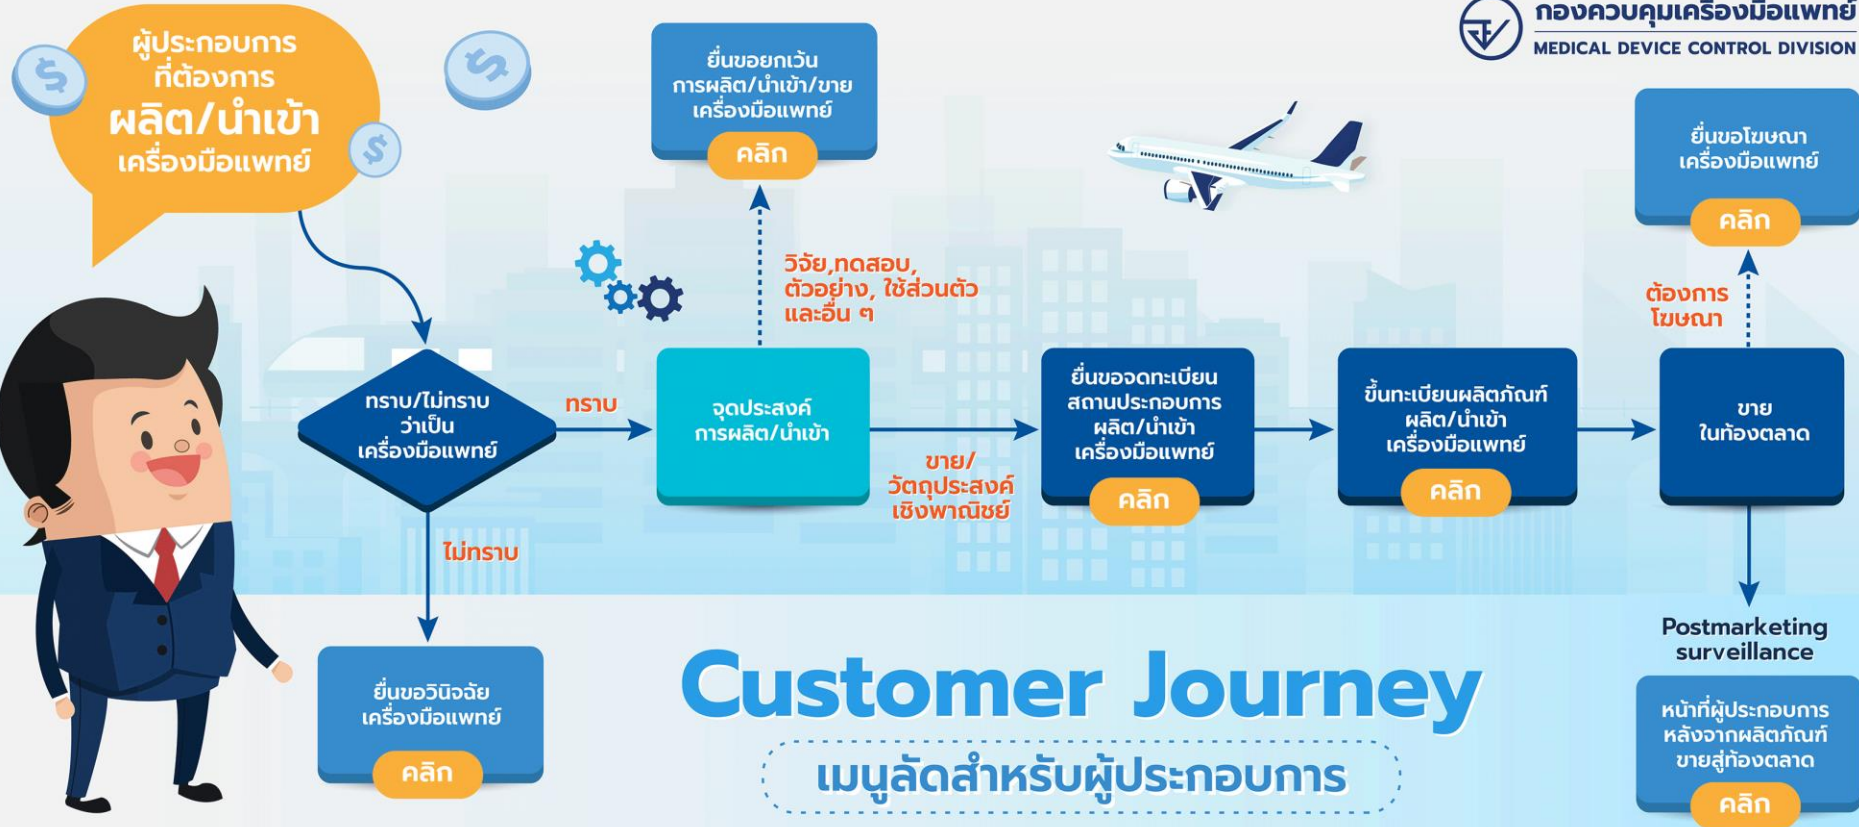 กองควบคุมเครื่องมือแพทย์
MEDICAL DEVICE CONTROL DIVISION
ผู้ประกอบการ
ที่ต้องการ
ผลิต/นำเข้า
เครื่องมือแพทย์
ยื่นขอยกเว้น
การผลิต/นำเข้า/ขาย
เครื่องมือแพทย์
คลิก
ยื่นขอโฆษณา
เครื่องมือแพทย์
คลิก
วิจัย,ทดสอบ,
ตัวอย่าง, ใช้ส่วนตัว
และอื่น ๆ
ต้องการ
โฆษณา
ทราบ/ไม่ทราบ
ว่าเป็น
เครื่องมือแพทย์
ทราบ
จุดประสงค์
การผลิต/นำเข้า
ขาย/
วัตถุประสงค์
เชิงพาณิชย์
ยื่นขอจดทะเบียน
สถานประกอบการ
ผลิต/นำเข้า
เครื่องมือแพทย์
คลิก
ขึ้นทะเบียนผลิตภัณฑ์
ผลิต/นำเข้า
เครื่องมือแพทย์
คลิก
ขาย
ในท้องตลาด
ไม่ทราบ
ยื่นขอวินิจฉัย
เครื่องมือแพทย์
คลิก
Customer Journey
เมนูลัดสำหรับผู้ประกอบการ
Postmarketing
surveillance
หน้าที่ผู้ประกอบการ
หลังจากผลิตภัณฑ์
ขายสู่ท้องตลาด
คลิก